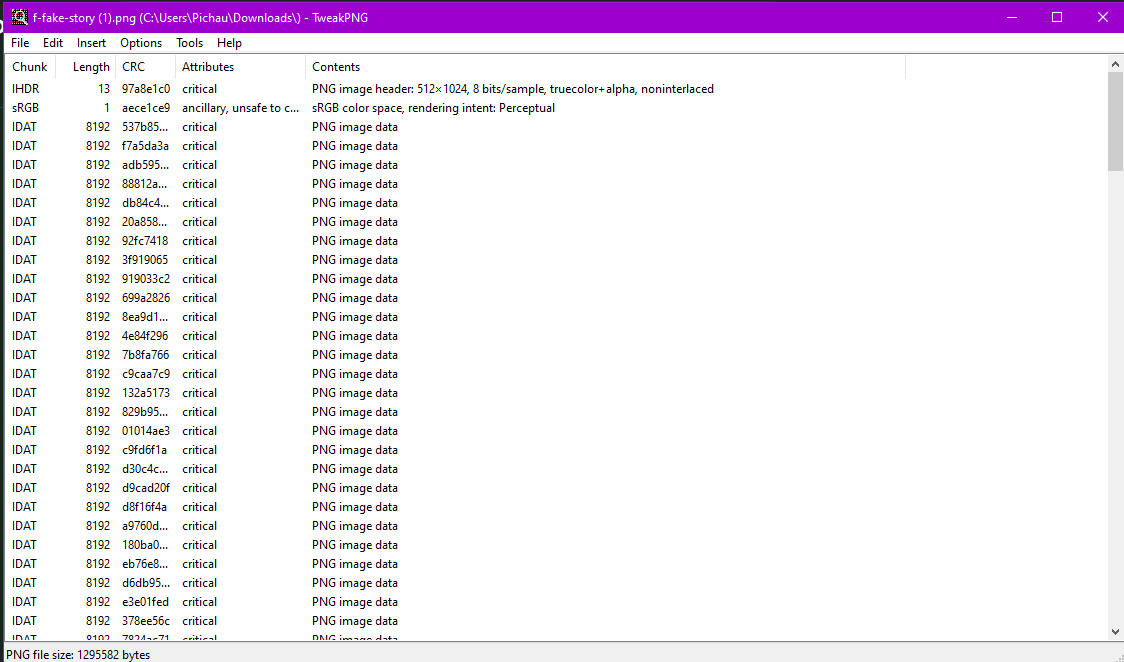 f-fake-story (1).png (C:\Users\Pichau\Downloads\) - TweakPNG
File Edit Insert Options Tools Help
Chunk Length CRC Attributes Contents
IHDR 13 97a8e1c0 critical PNG image header: 512×1024, 8 bits/sample, truecolor+alpha, noninterlaced
sRGB 1 aece1ce9 ancillary, unsafe to c... sRGB color space, rendering intent: Perceptual
IDAT 8192 537b85... critical PNG image data
IDAT 8192 f7a5da3a critical PNG image data
IDAT 8192 adb595... critical PNG image data
IDAT 8192 88812a... critical PNG image data
IDAT 8192 db84c4... critical PNG image data
IDAT 8192 20a858... critical PNG image data
IDAT 8192 92fc7418 critical PNG image data
IDAT 8192 3f919065 critical PNG image data
IDAT 8192 919033c2 critical PNG image data
IDAT 8192 699a2826 critical PNG image data
IDAT 8192 8ea9d1... critical PNG image data
IDAT 8192 4e84f296 critical PNG image data
IDAT 8192 7b8fa766 critical PNG image data
IDAT 8192 c9caa7c9 critical PNG image data
IDAT 8192 132a5173 critical PNG image data
IDAT 8192 829b95... critical PNG image data
IDAT 8192 01014ae3 critical PNG image data
IDAT 8192 c9fd6f1a critical PNG image data
IDAT 8192 d30c4c... critical PNG image data
IDAT 8192 d9cad20f critical PNG image data
IDAT 8192 d8f16f4a critical PNG image data
IDAT 8192 a9760d... critical PNG image data
IDAT 8192 180ba0... critical PNG image data
IDAT 8192 eb76e8... critical PNG image data
IDAT 8192 d6db95... critical PNG image data
IDAT 8192 e3e01fed critical PNG image data
IDAT 8192 378ee56c critical PNG image data
IDAT 8192 7824ac71 critical PNG image data
PNG file size: 1295582 bytes